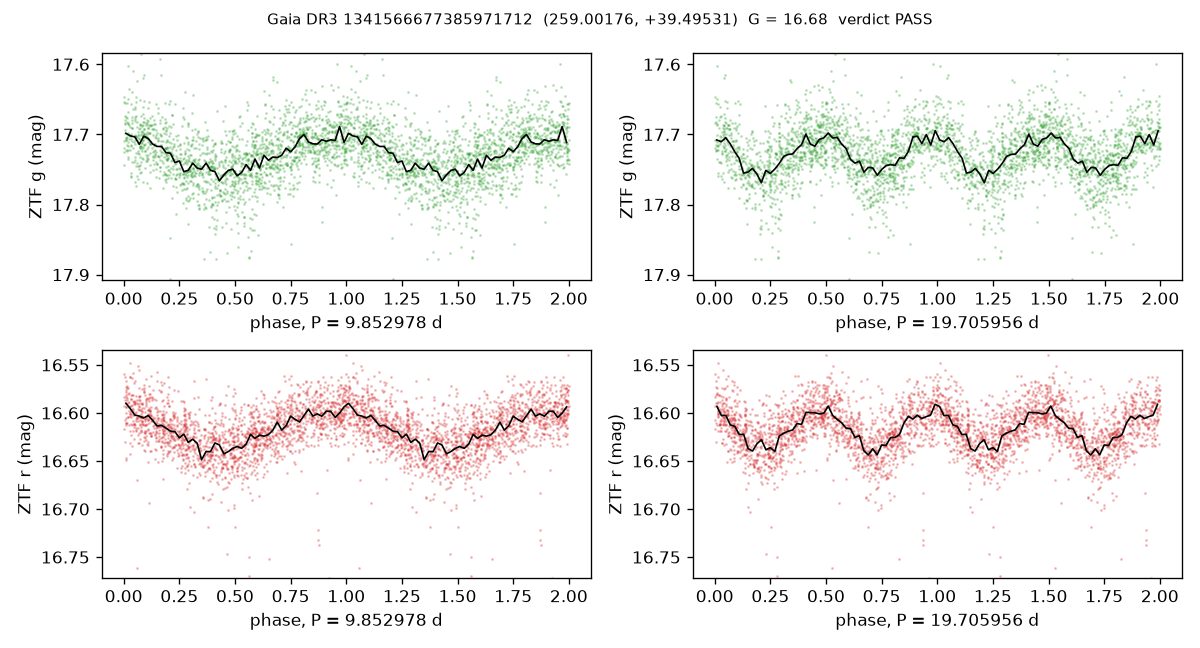 Gaia DR3 1341566677385971712  (259.00176, +39.49531)  G = 16.68  verdict PASS
17.6
17.7
17.8
17.9
ZTF g (mag)
0.00 0.25 0.50 0.75 1.00 1.25 1.50 1.75 2.00
phase, P = 9.852978 d
17.6
17.7
17.8
17.9
ZTF g (mag)
0.00 0.25 0.50 0.75 1.00 1.25 1.50 1.75 2.00
phase, P = 19.705956 d
16.55
16.60
16.65
16.70
16.75
ZTF r (mag)
0.00 0.25 0.50 0.75 1.00 1.25 1.50 1.75 2.00
phase, P = 9.852978 d
16.55
16.60
16.65
16.70
16.75
ZTF r (mag)
0.00 0.25 0.50 0.75 1.00 1.25 1.50 1.75 2.00
phase, P = 19.705956 d